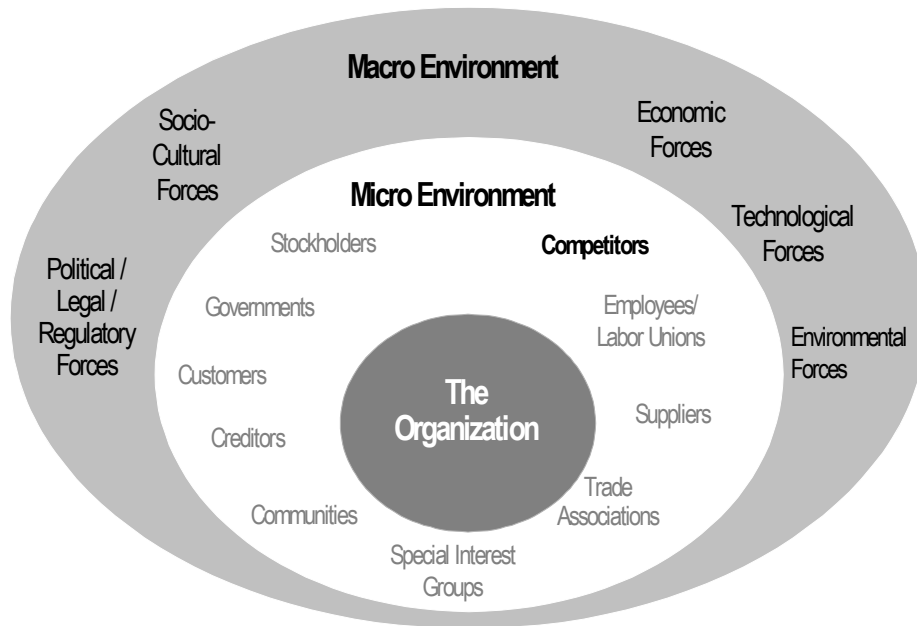 Macro Environment
Socio-
Cultural
Forces
Economic
Forces
Technological
Forces
Environmental
Forces
Political /
Legal /
Regulatory
Forces
Micro Environment
Stockholders
Competitors
Governments
Employees/
Labor Unions
Customers
Suppliers
Creditors
Trade
Associations
Communities
Special Interest
Groups
The
Organization